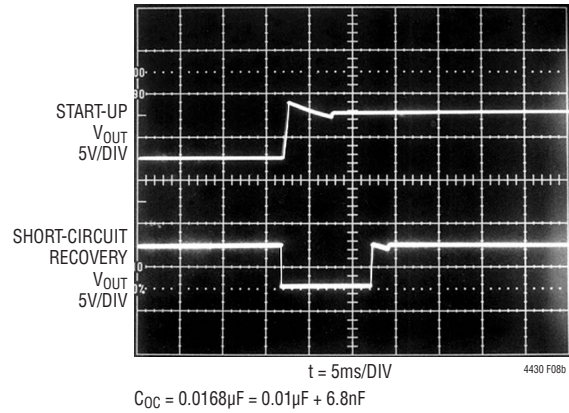 START-UP
VOUT
5V/DIV
SHORT-CIRCUIT
RECOVERY
VOUT
5V/DIV
t = 5ms/DIV
4430 F08b
COC = 0.0168µF = 0.01µF + 6.8nF